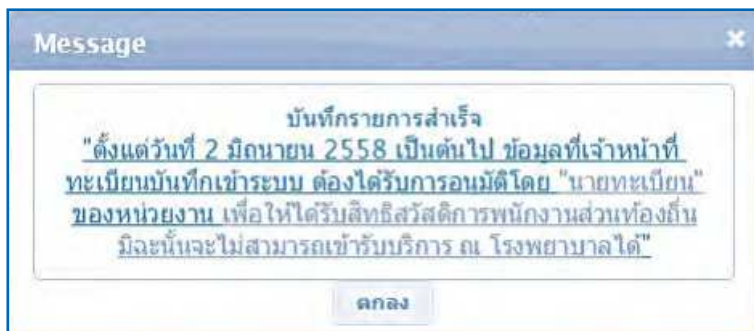 Message
บันทึกรายการสำเร็จ
"ตั้งแต่วันที่ 2 มิถุนายน 2558 เป็นต้นไป ข้อมูลที่เจ้าหน้าที่
ทะเบียนบันทึกเข้าระบบ ต้องได้รับการอนุมัติโดย "นายทะเบียน"
ของหน่วยงาน เพื่อให้ได้รับสิทธิสวัสดิการพนักงานส่วนท้องถิ่น
มิฉะนั้นจะไม่สามารถเข้ารับบริการ ณ โรงพยาบาลได้"
ตกลง